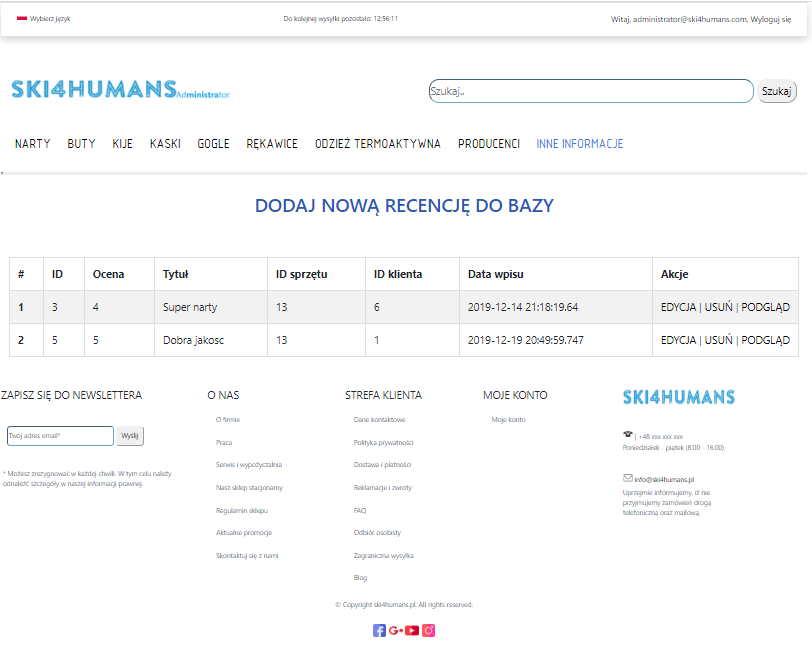 Wybierz język
Do kolejnej wysyłki pozostało: 12:56:11
Witaj, administrator@ski4humans.com, Wyloguj się
SKI4HUMANS Administrator
Szukaj..
Szukaj
NARTY BUTY KIJE KASKI GOGLE RĘKAWICE ODZIEŻ TERMOAKTYWNA PRODUCENCI INNE INFORMACJE
DODAJ NOWĄ RECENCJĘ DO BAZY
# ID Ocena Tytuł ID sprzętu ID klienta Data wpisu Akcje
1 3 4 Super narty 13 6 2019-12-14 21:18:19.64 EDYCJA | USUŃ | PODGLĄD
2 5 5 Dobra jakosc 13 1 2019-12-19 20:49:59.747 EDYCJA | USUŃ | PODGLĄD
ZAPISZ SIĘ DO NEWSLETTERA
Twój adres email*
Wyślij
* Możesz zrezygnować w każdej chwili. W tym celu należy
odnaleźć szczegóły w naszej informacji prawnej.
O NAS
O firmie
Praca
Serwis i wypożyczalnia
Nasz sklep stacjonarny
Regulamin sklepu
Aktualne promocje
Skontaktuj się z nami
STREFA KLIENTA
Dane kontaktowe
Polityka prywatności
Dostawa i płatności
Reklamacje i zwroty
FAQ
Odbiór osobisty
Zagraniczna wysyłka
Blog
MOJE KONTO
Moje konto
SKI4HUMANS
| +48 xxx xxx xxx
Poniedziałek - piątek (8:00 - 16:00)
info@ski4humans.pl
Uprzejmie informujemy, iż nie
przyjmujemy zamówień drogą
telefoniczną oraz mailową.
© Copyright ski4humans.pl. All rights reserved.